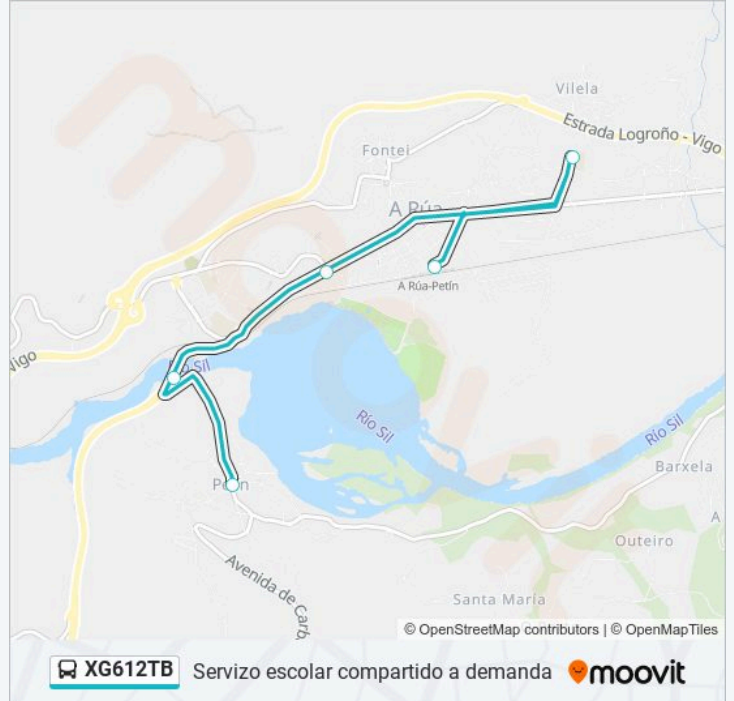 Vilela
Estrada Logroño - Vigo
Fontei
A Rúa
A Rúa-Petín
Vigo
Río Sil
Río Sil
Río Sil
Barxela
A
Outeiro
Avenida de Carb
Santa María
© OpenStreetMap contributors | © OpenMapTiles
XG612TB Servizo escolar compartido a demanda moovit